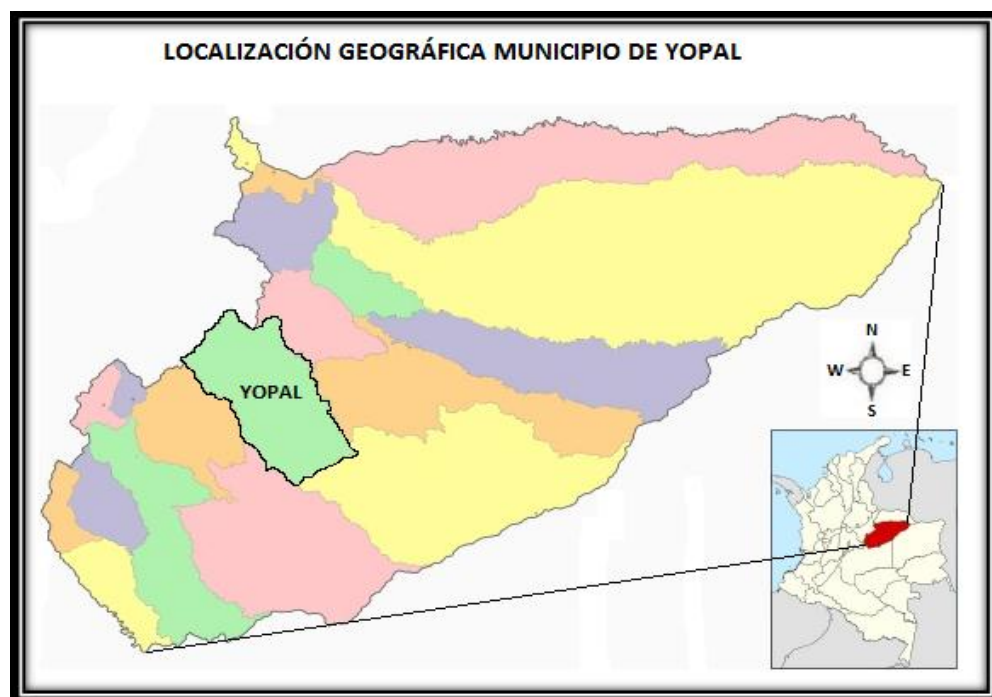 LOCALIZACIÓN GEOGRÁFICA MUNICIPIO DE YOPAL
YOPAL
N
W E
S